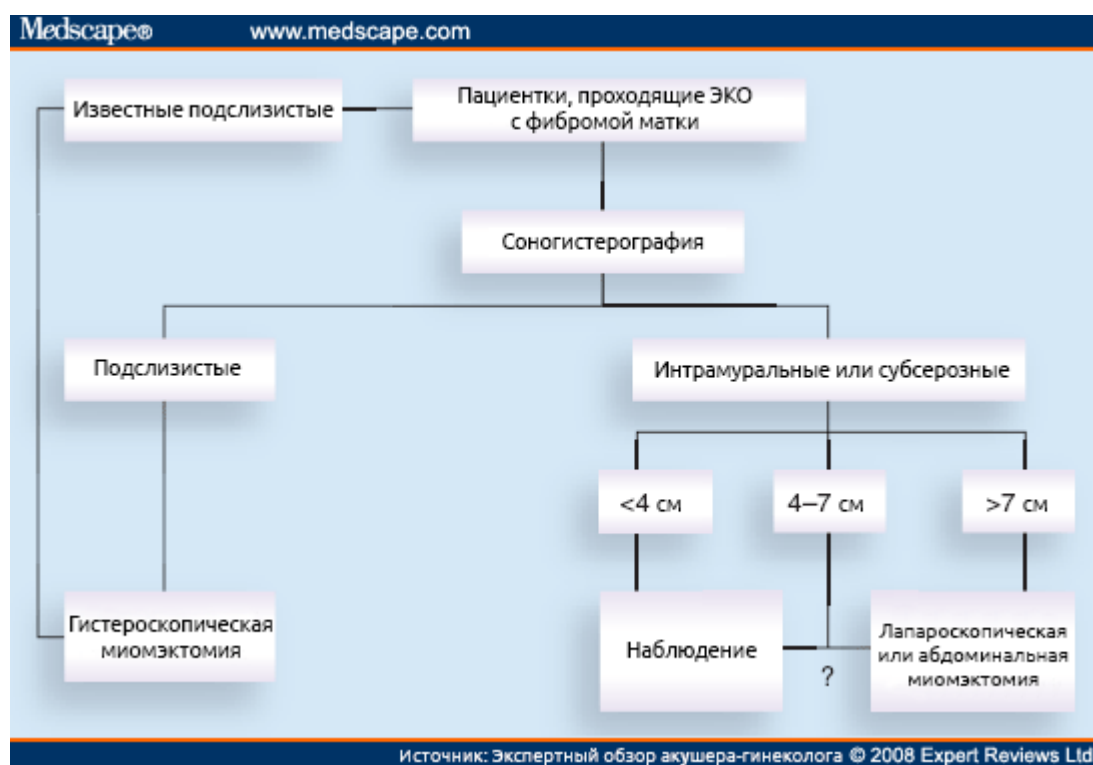 Medscape® www.medscape.com
Известные подслизистые
Пациентки, проходящие ЭКО
с фибромой матки
Соногистерография
Подслизистые
Интрамуральные или субсерозные
<4 см
4–7 см
>7 см
Гистероскопическая
миомэктомия
Наблюдение
?
Лапароскопическая
или абдоминальная
миомэктомия
Источник: Экспертный обзор акушера-гинеколога © 2008 Expert Reviews Ltd